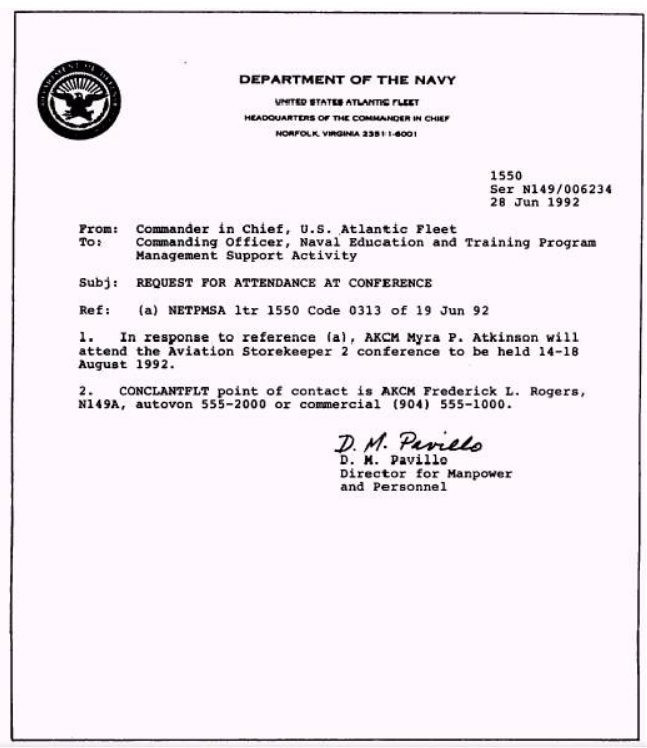 DEPARTMENT OF DEFENSE
DEPARTMENT OF THE NAVY
UNITED STATES ATLANTIC FLEET
HEADQUARTERS OF THE COMMANDER IN CHIEF
NORFOLK, VIRGINIA 23511-6001
1550
Ser N149/006234
28 Jun 1992
From: Commander in Chief, U.S. Atlantic Fleet
To: Commanding Officer, Naval Education and Training Program
Management Support Activity
Subj: REQUEST FOR ATTENDANCE AT CONFERENCE
Ref: (a) NETPMSA ltr 1550 Code 0313 of 19 Jun 92
1. In response to reference (a), AKCM Myra P. Atkinson will
attend the Aviation Storekeeper 2 conference to be held 14-18
August 1992.
2. CONCLANTFLT point of contact is AKCM Frederick L. Rogers,
N149A, autovon 555-2000 or commercial (904) 555-1000.
D. M. Pavillo
D. M. Pavillo
Director for Manpower
and Personnel